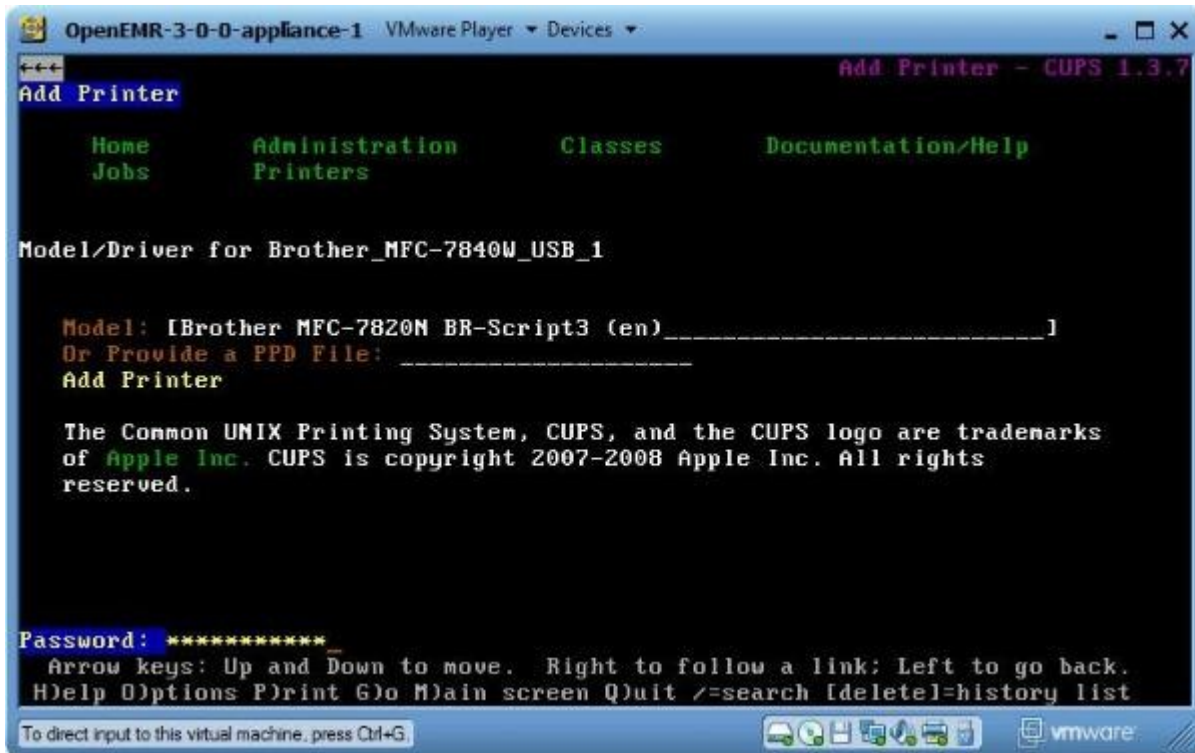 OpenEMR-3-0-0-appliance-1 VMware Player ▼ Devices ▼
←←← Add Printer - CUPS 1.3.7
Add Printer
Home Administration Classes Documentation/Help
Jobs Printers
Model/Driver for Brother_MFC-7840W_USB_1
Model: [Brother MFC-7820N BR-Script3 (en)__________________________]
Or Provide a PPD File: ____________________
Add Printer
The Common UNIX Printing System, CUPS, and the CUPS logo are trademarks
of Apple Inc. CUPS is copyright 2007-2008 Apple Inc. All rights
reserved.
Password: ***********_
Arrow keys: Up and Down to move. Right to follow a link; Left to go back.
H)elp O)ptions P)rint G)o M)ain screen Q)uit /=search [delete]=history list
To direct input to this virtual machine, press Ctrl+G. vmware